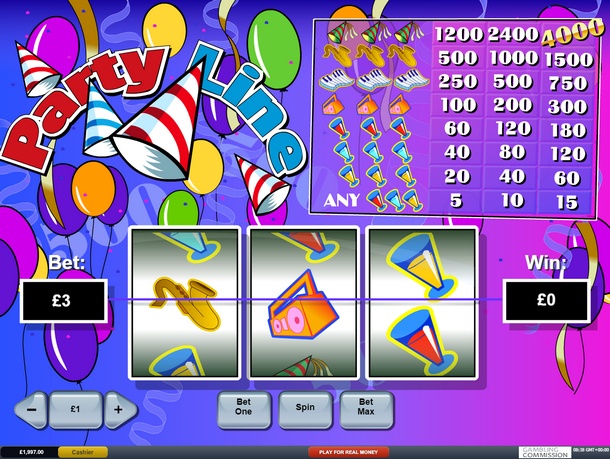 Party
Line
1200 2400 4000
500 1000 1500
250 500 750
100 200 300
60 120 180
40 80 120
20 40 60
ANY 5 10 15
Bet:
£3
Win:
£0
£1
Bet
One
Spin
Bet
Max
£1,997.00
Cashier
PLAY FOR REAL MONEY
GAMBLING
COMMISSION